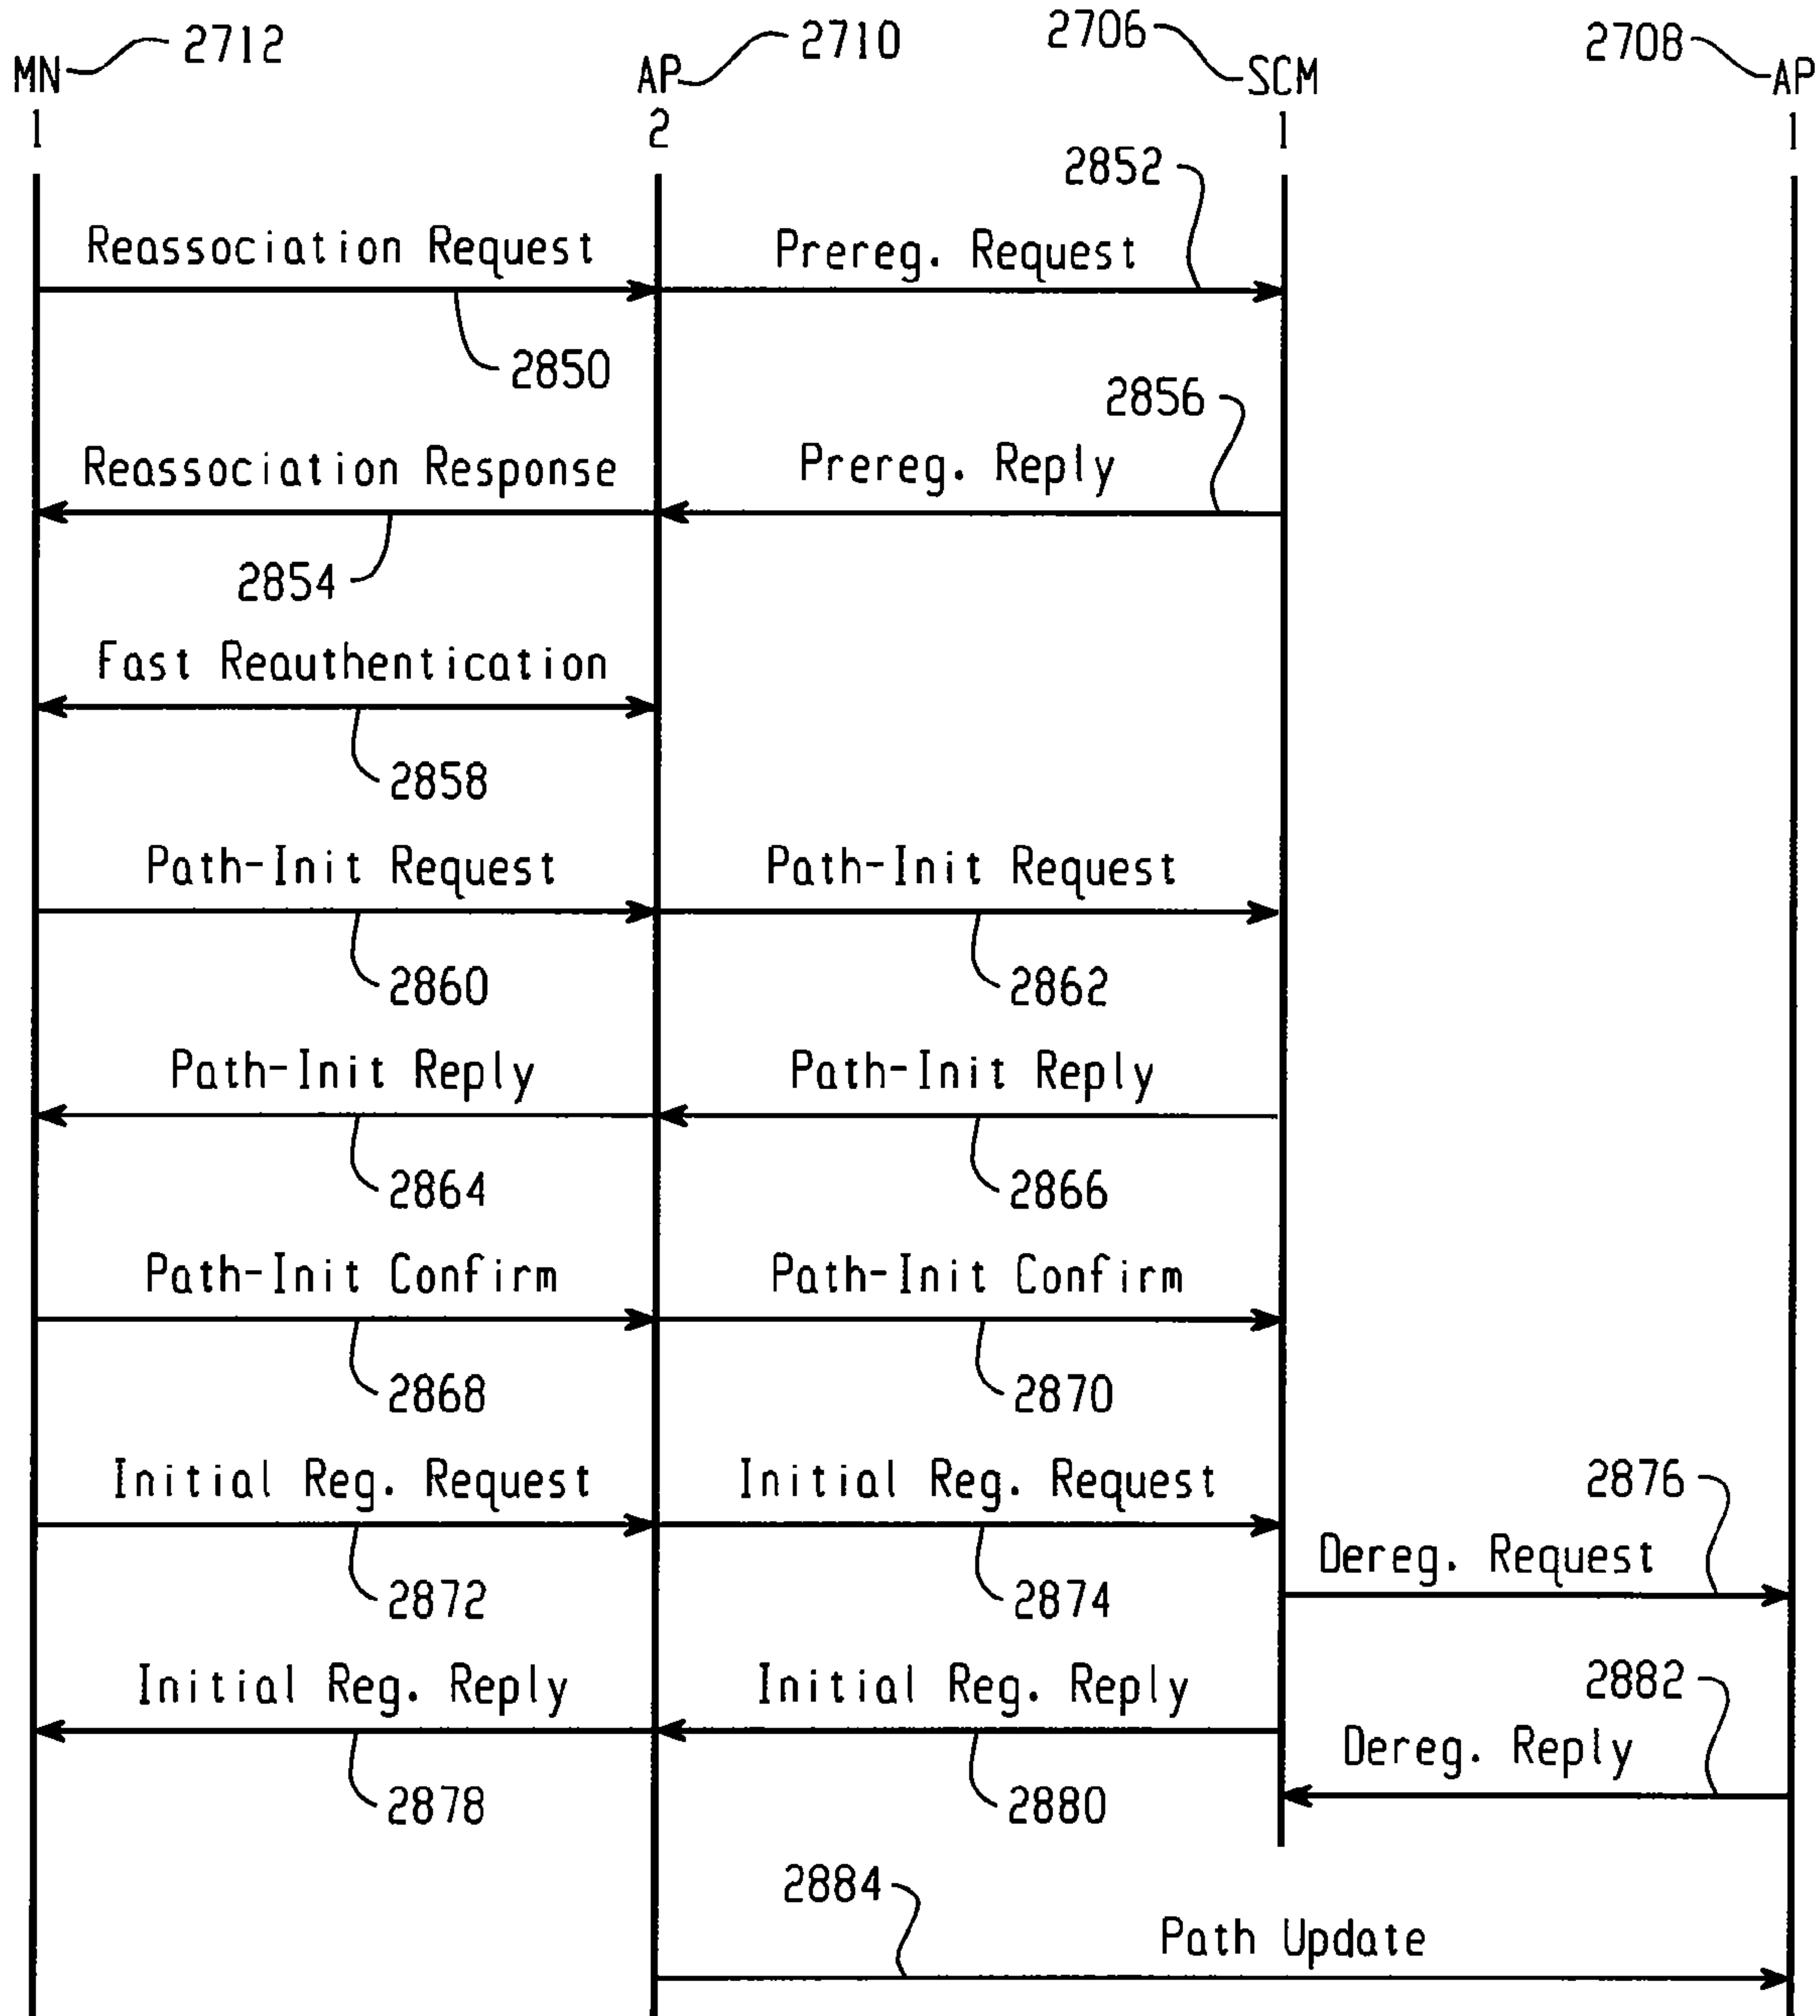 MN 2712 AP 2710 2706 SCM 2708 AP
1 2 1 1
2852
Reassociation Request Prereg. Request
2850
2856
Reassociation Response Prereg. Reply
2854
Fast Reauthentication
2858
Path-Init Request Path-Init Request
2860 2862
Path-Init Reply Path-Init Reply
2864 2866
Path-Init Confirm Path-Init Confirm
2868 2870
Initial Reg. Request Initial Reg. Request 2876
Dereg. Request
2872 2874
Initial Reg. Reply Initial Reg. Reply 2882
Dereg. Reply
2878 2880
2884
Path Update